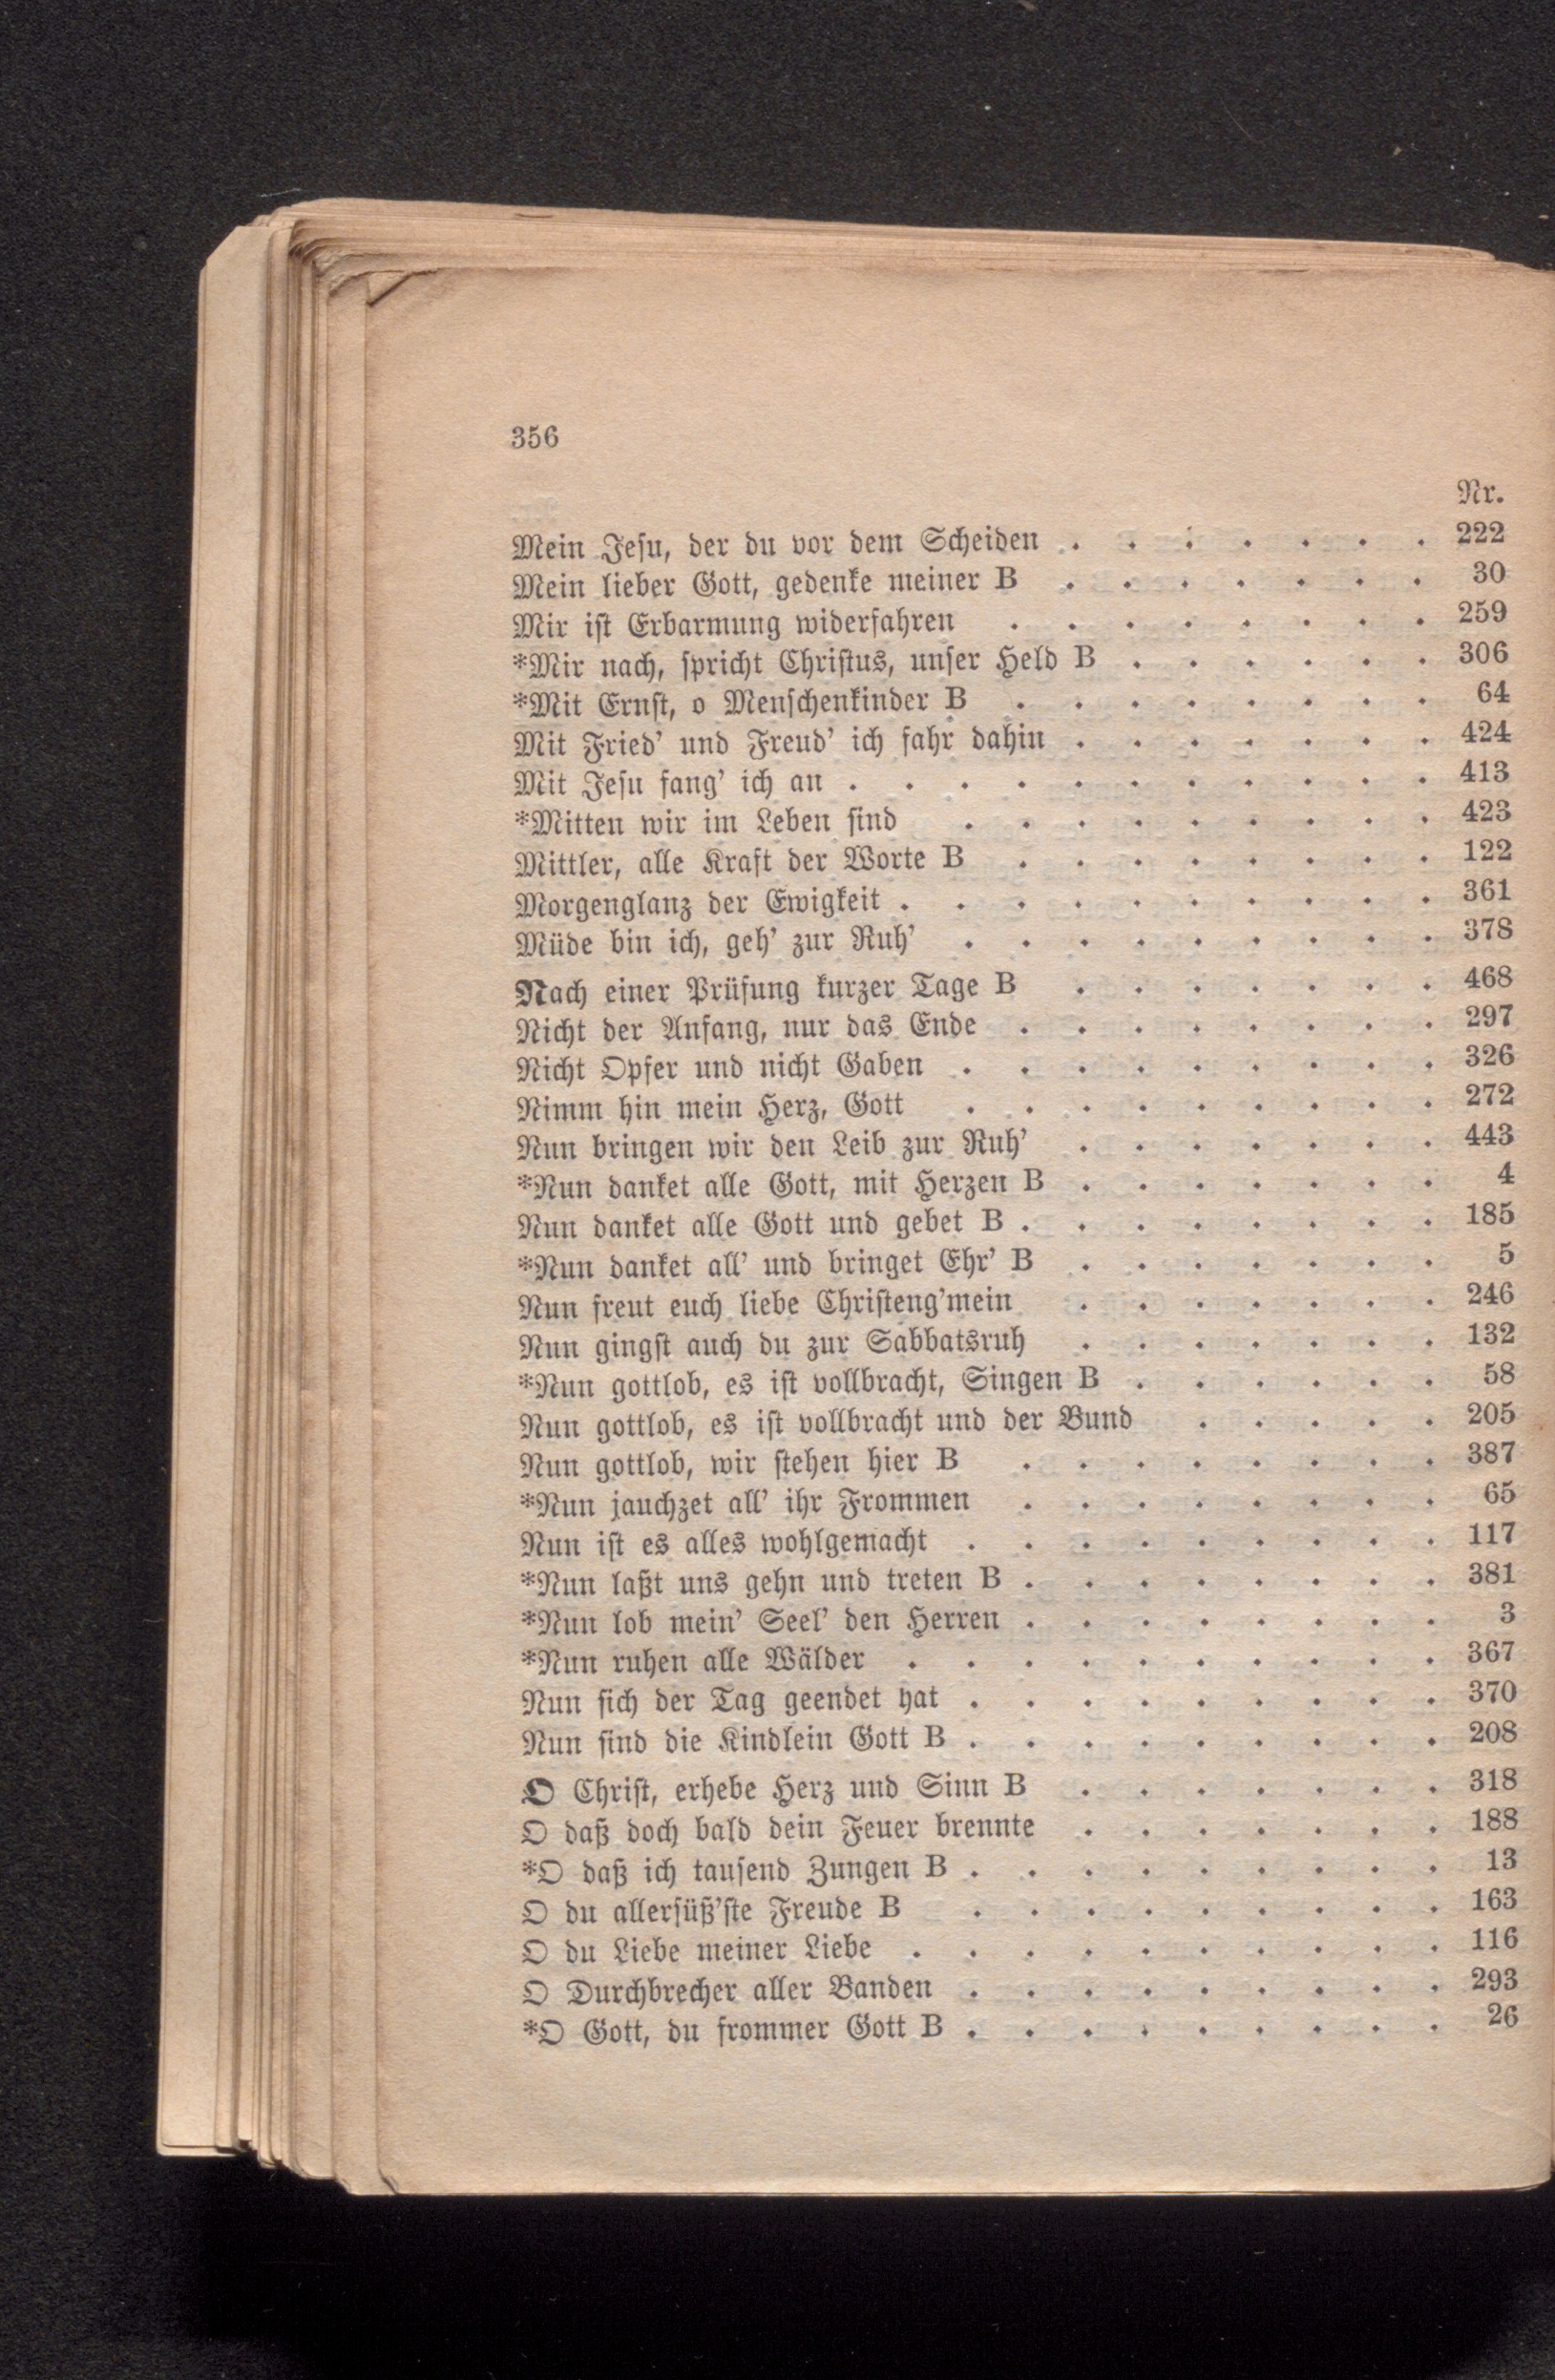 356
Nr.
Mein Jesu, der du vor dem Scheiden . . . . . . . 222
Mein lieber Gott, gedenke meiner B . . . . . . . 30
Mir ist Erbarmung widerfahren . . . . . . . . 259
*Mir nach, spricht Christus, unser Held B . . . . . . 306
*Mit Ernst, o Menschenkinder B . . . . . . . . 64
Mit Fried’ und Freud’ ich fahr dahin . . . . . . . 424
Mit Jesu fang’ ich an . . . . . . . . . . . 413
*Mitten wir im Leben sind . . . . . . . . . 423
Mittler, alle Kraft der Worte B . . . . . . . . 122
Morgenglanz der Ewigkeit . . . . . . . . . . 361
Müde bin ich, geh’ zur Ruh’ . . . . . . . . . 378
Nach einer Prüfung kurzer Tage B . . . . . . . 468
Nicht der Anfang, nur das Ende . . . . . . . . 297
Nicht Opfer und nicht Gaben . . . . . . . . . 326
Nimm hin mein Herz, Gott . . . . . . . . . 272
Nun bringen wir den Leib zur Ruh’ . . . . . . . 443
*Nun danket alle Gott, mit Herzen B . . . . . . . 4
Nun danket alle Gott und gebet B . . . . . . . . 185
*Nun danket all’ und bringet Ehr’ B . . . . . . . 5
Nun freut euch liebe Christeng’mein . . . . . . . 246
Nun gingst auch du zur Sabbatsruh . . . . . . . 132
*Nun gottlob, es ist vollbracht, Singen B . . . . . . 58
Nun gottlob, es ist vollbracht und der Bund . . . . . 205
Nun gottlob, wir stehen hier B . . . . . . . . 387
*Nun jauchzet all’ ihr Frommen . . . . . . . . 65
Nun ist es alles wohlgemacht . . . . . . . . . 117
*Nun laßt uns gehn und treten B . . . . . . . . 381
*Nun lob mein’ Seel’ den Herren . . . . . . . . 3
*Nun ruhen alle Wälder . . . . . . . . . . 367
Nun sich der Tag geendet hat . . . . . . . . . 370
Nun sind die Kindlein Gott B . . . . . . . . . 208
O Christ, erhebe Herz und Sinn B . . . . . . . 318
O daß doch bald dein Feuer brennte . . . . . . . 188
*O daß ich tausend Zungen B . . . . . . . . . 13
O du allersüß’ste Freude B . . . . . . . . . 163
O du Liebe meiner Liebe . . . . . . . . . . 116
O Durchbrecher aller Banden . . . . . . . . . 293
*O Gott, du frommer Gott B . . . . . . . . . 26